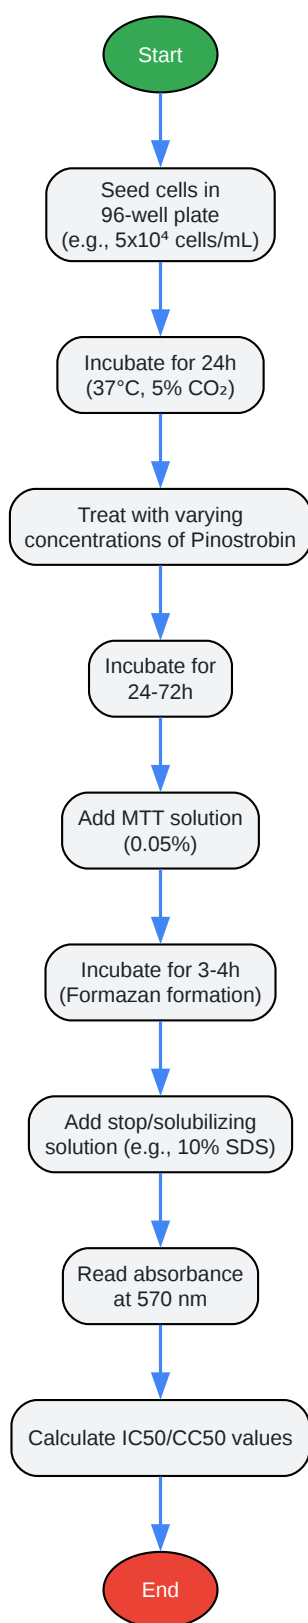 Start
Seed cells in
96-well plate
(e.g., 5x10⁴ cells/mL)
Incubate for 24h
(37°C, 5% CO₂)
Treat with varying
concentrations of Pinostrobin
Incubate for
24-72h
Add MTT solution
(0.05%)
Incubate for 3-4h
(Formazan formation)
Add stop/solubilizing
solution (e.g., 10% SDS)
Read absorbance
at 570 nm
Calculate IC50/CC50 values
End